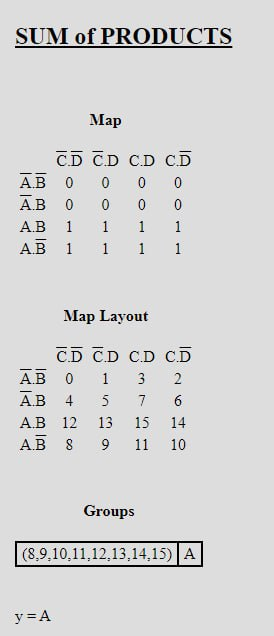 SUM of PRODUCTS
Map
C̅.D̅ C̅.D C.D C.D̅
A̅.B̅ 0 0 0 0
A̅.B 0 0 0 0
A.B 1 1 1 1
A.B̅ 1 1 1 1
Map Layout
C̅.D̅ C̅.D C.D C.D̅
A̅.B̅ 0 1 3 2
A̅.B 4 5 7 6
A.B 12 13 15 14
A.B̅ 8 9 11 10
Groups
(8,9,10,11,12,13,14,15) A
y = A